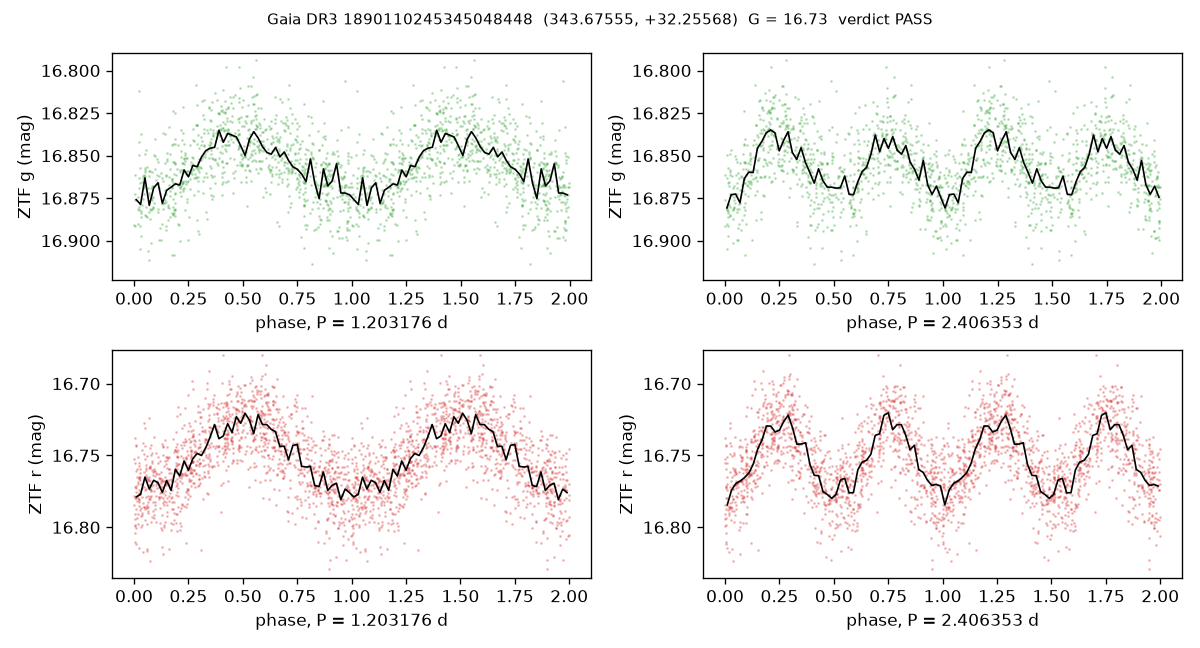 Gaia DR3 1890110245345048448  (343.67555, +32.25568)  G = 16.73  verdict PASS
ZTF g (mag)
16.800
16.825
16.850
16.875
16.900
0.00 0.25 0.50 0.75 1.00 1.25 1.50 1.75 2.00
phase, P = 1.203176 d
ZTF g (mag)
16.800
16.825
16.850
16.875
16.900
0.00 0.25 0.50 0.75 1.00 1.25 1.50 1.75 2.00
phase, P = 2.406353 d
ZTF r (mag)
16.70
16.75
16.80
0.00 0.25 0.50 0.75 1.00 1.25 1.50 1.75 2.00
phase, P = 1.203176 d
ZTF r (mag)
16.70
16.75
16.80
0.00 0.25 0.50 0.75 1.00 1.25 1.50 1.75 2.00
phase, P = 2.406353 d